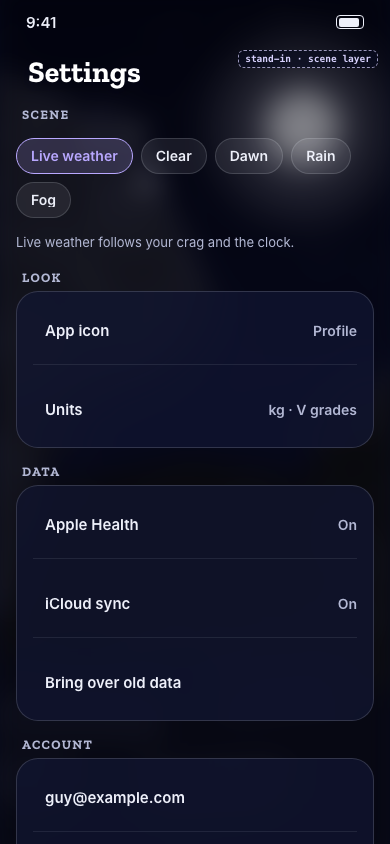 9:41
stand-in · scene layer
Settings
SCENE
Live weather
Clear
Dawn
Rain
Fog
Live weather follows your crag and the clock.
LOOK
App icon
Profile
Units
kg · V grades
DATA
Apple Health
On
iCloud sync
On
Bring over old data
ACCOUNT
guy@example.com